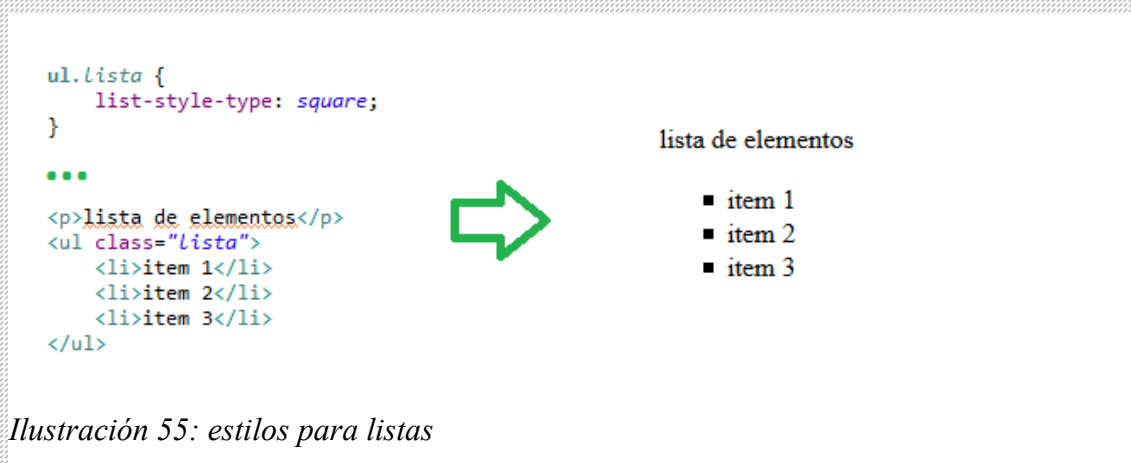 ul.lista {
    list-style-type: square;
}
<p>lista de elementos</p>
<ul class="lista">
    <li>item 1</li>
    <li>item 2</li>
    <li>item 3</li>
</ul>
lista de elementos
item 1
item 2
item 3
Ilustración 55: estilos para listas